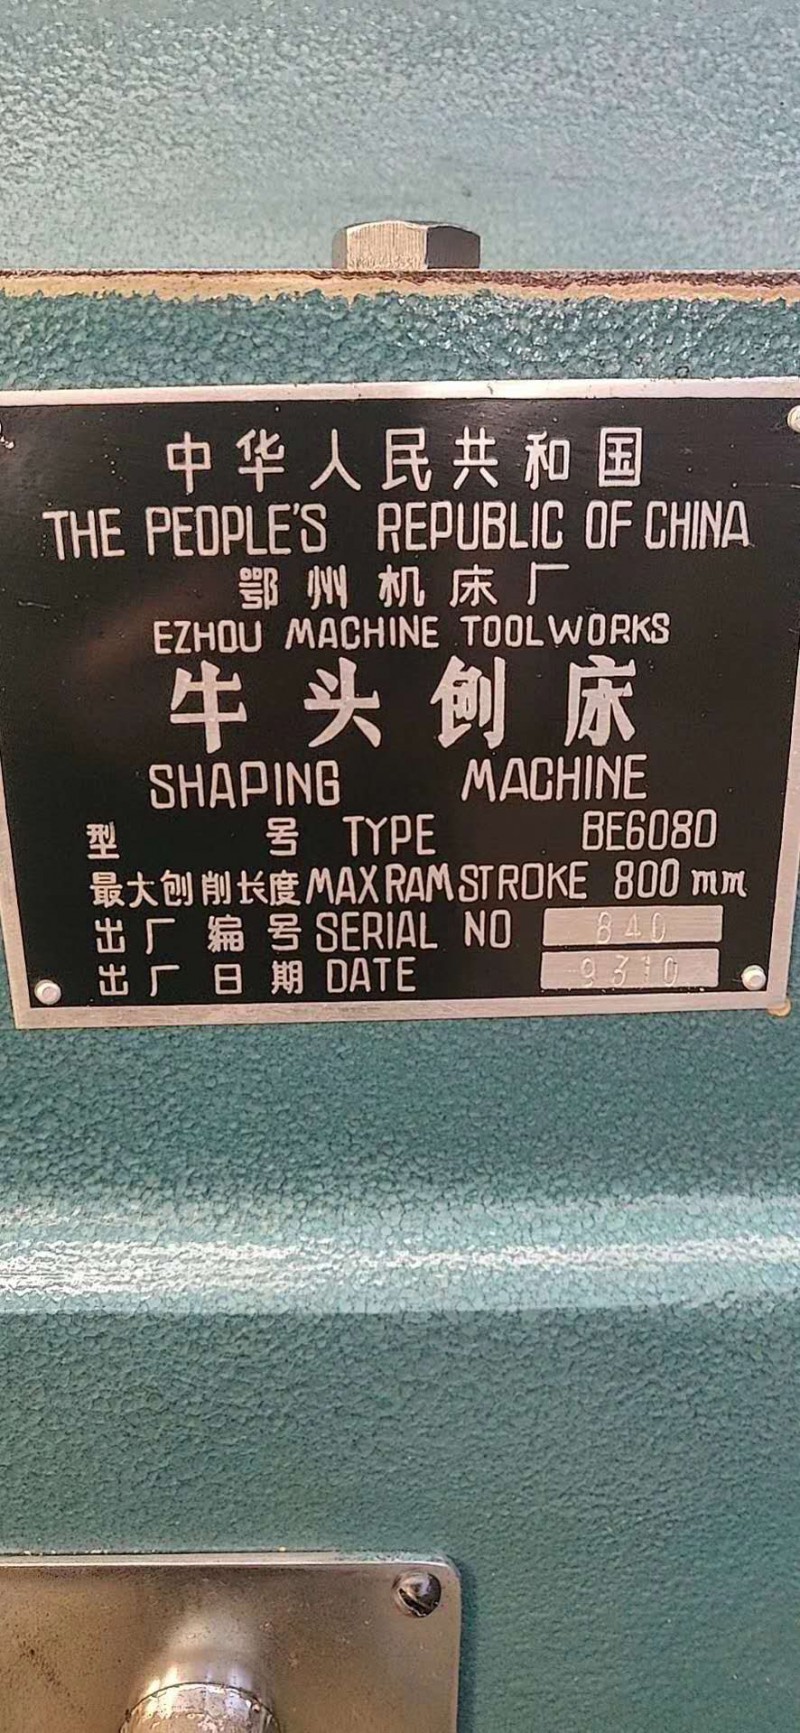 中华人民共和国
THE PEOPLE'S REPUBLIC OF CHINA
鄂州机床厂
EZHOU MACHINE TOOL WORKS
牛头刨床
SHAPING MACHINE
型 号 TYPE BE6080
最大刨削长度 MAX RAM STROKE 800 mm
出厂编号 SERIAL NO 840
出厂日期 DATE 9310